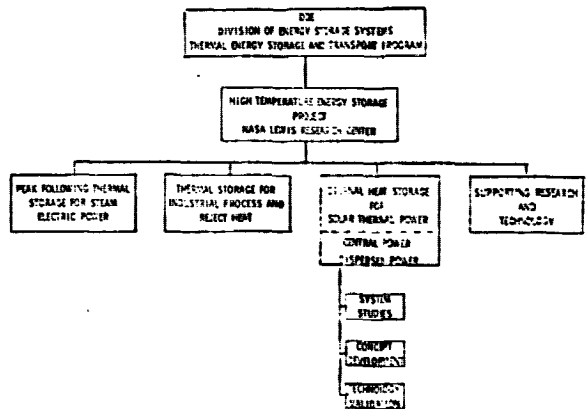 DOE
DIVISION OF ENERGY STORAGE SYSTEMS
THERMAL ENERGY STORAGE AND TRANSPORT PROGRAM
HIGH TEMPERATURE ENERGY STORAGE
PROJECT
NASA LEWIS RESEARCH CENTER
PEAK FOLLOWING THERMAL
STORAGE FOR STEAM
ELECTRIC POWER
THERMAL STORAGE FOR
INDUSTRIAL PROCESS AND
REJECT HEAT
HEAT STORAGE
FOR
SOLAR THERMAL POWER
CENTRAL POWER
DISPERSED POWER
SUPPORTING RESEARCH
AND
TECHNOLOGY
SYSTEM
STUDIES
CONCEPT
DEVELOPMENT
TECHNOLOGY
VALIDATION